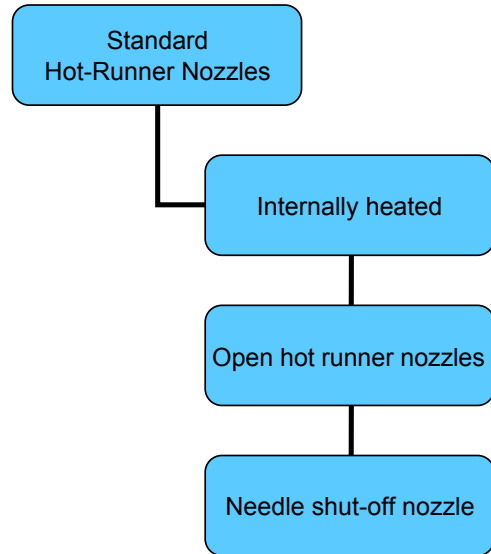 Standard
Hot-Runner Nozzles
Internally heated
Open hot runner nozzles
Needle shut-off nozzle